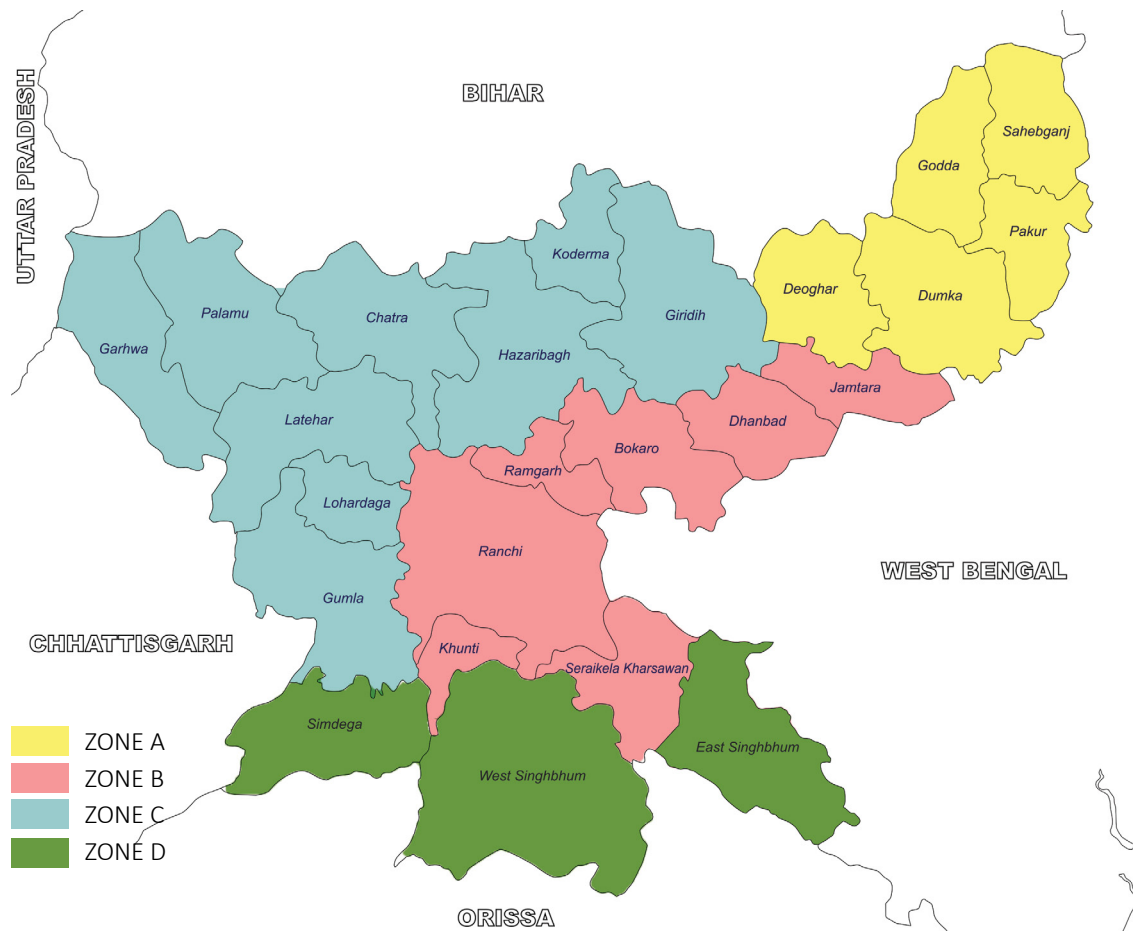 BIHAR
UTTAR PRADESH
Sahebganj
Godda
Pakur
Koderma
Deoghar
Dumka
Palamu
Chatra
Giridih
Garhwa
Hazaribagh
Jamtara
Latehar
Dhanbad
Bokaro
Ramgarh
Lohardaga
Ranchi
WEST BENGAL
Gumla
CHHATTISGARH
Khunti
Seraikela Kharsawan
Simdega
East Singhbhum
West Singhbhum
ZONE A
ZONE B
ZONE C
ZONE D
ORISSA